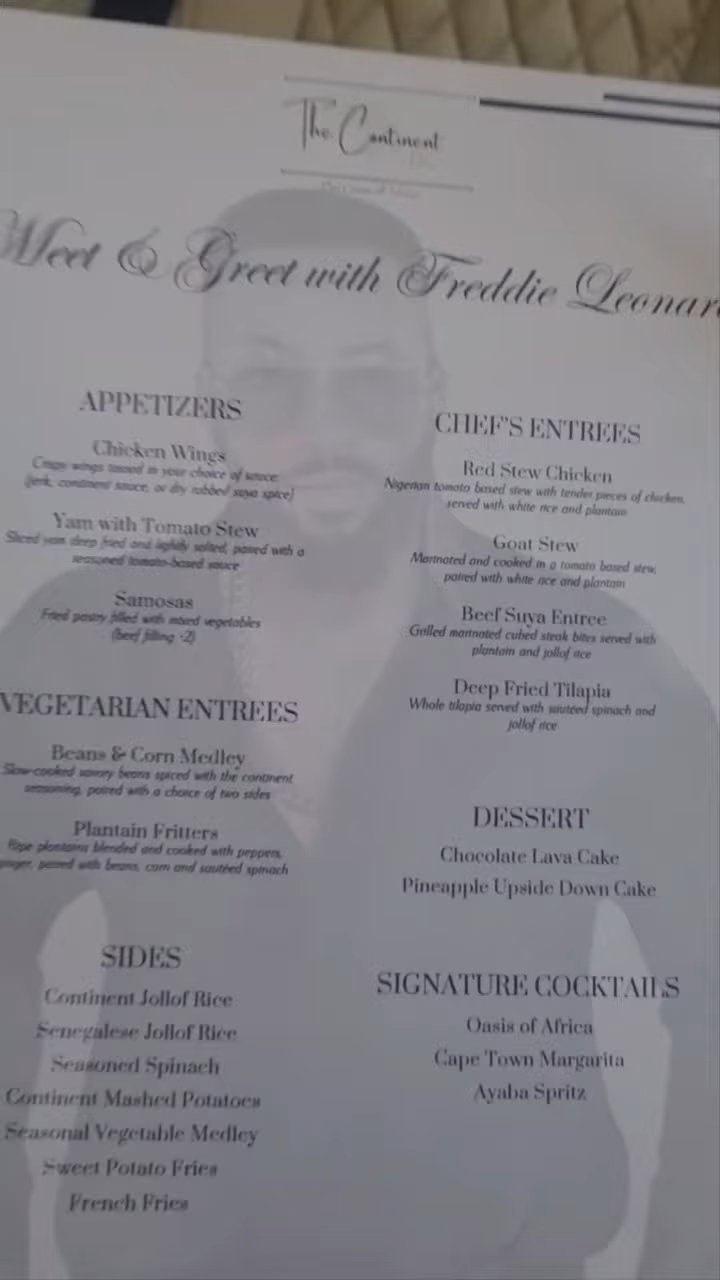 The Continent
Meet & Greet with Freddie Leonar
APPETIZERS
Chicken Wings
Crispy wings tossed in your choice of sauce
(jerk, continent sauce, or dry rubbed suya spice)
Yam with Tomato Stew
Sliced yam deep fried and lightly salted, paired with a
seasoned tomato-based sauce
Samosas
Fried pastry filled with mixed vegetables
(beef filling +2)
VEGETARIAN ENTREES
Beans & Corn Medley
Slow-cooked savory beans spiced with the continent
seasoning, paired with a choice of two sides
Plantain Fritters
Ripe plantains blended and cooked with peppers,
ginger, paired with beans, corn and sautéed spinach
SIDES
Continent Jollof Rice
Senegalese Jollof Rice
Seasoned Spinach
Continent Mashed Potatoes
Seasonal Vegetable Medley
Sweet Potato Fries
French Fries
CHEF'S ENTREES
Red Stew Chicken
Nigerian tomato based stew with tender pieces of chicken,
served with white rice and plantain
Goat Stew
Marinated and cooked in a tomato based stew,
paired with white rice and plantain
Beef Suya Entree
Grilled marinated cubed steak bites served with
plantain and jollof rice
Deep Fried Tilapia
Whole tilapia served with sautéed spinach and
jollof rice
DESSERT
Chocolate Lava Cake
Pineapple Upside Down Cake
SIGNATURE COCKTAILS
Oasis of Africa
Cape Town Margarita
Ayaba Spritz